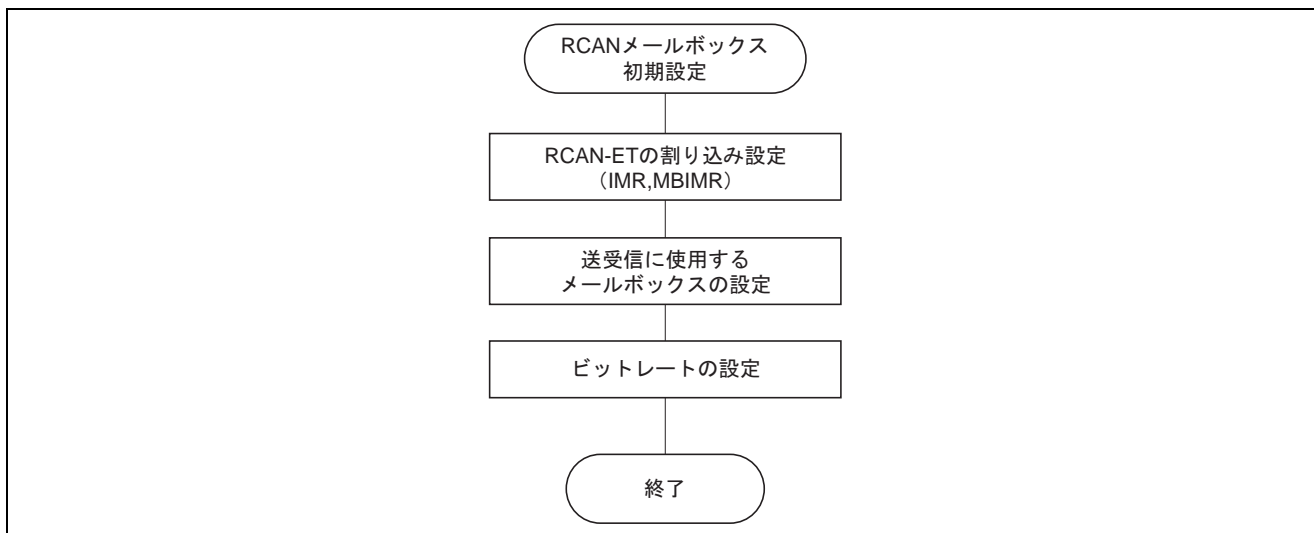 RCANメールボックス
初期設定
RCAN-ETの割り込み設定
（IMR,MBIMR）
送受信に使用する
メールボックスの設定
ビットレートの設定
終了